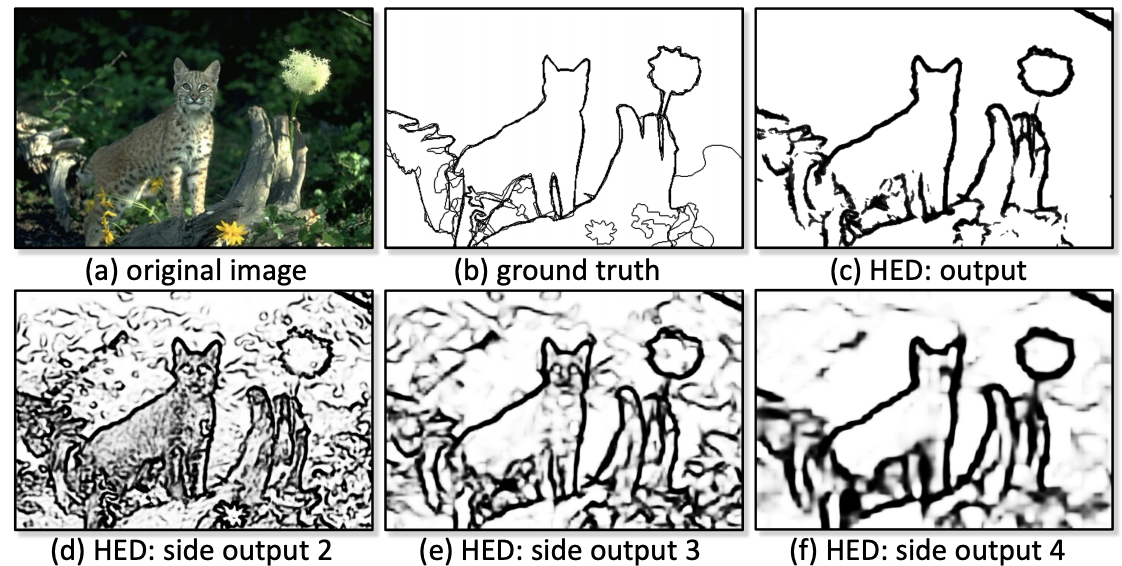 (a) original image
(b) ground truth
(c) HED: output
(d) HED: side output 2
(e) HED: side output 3
(f) HED: side output 4